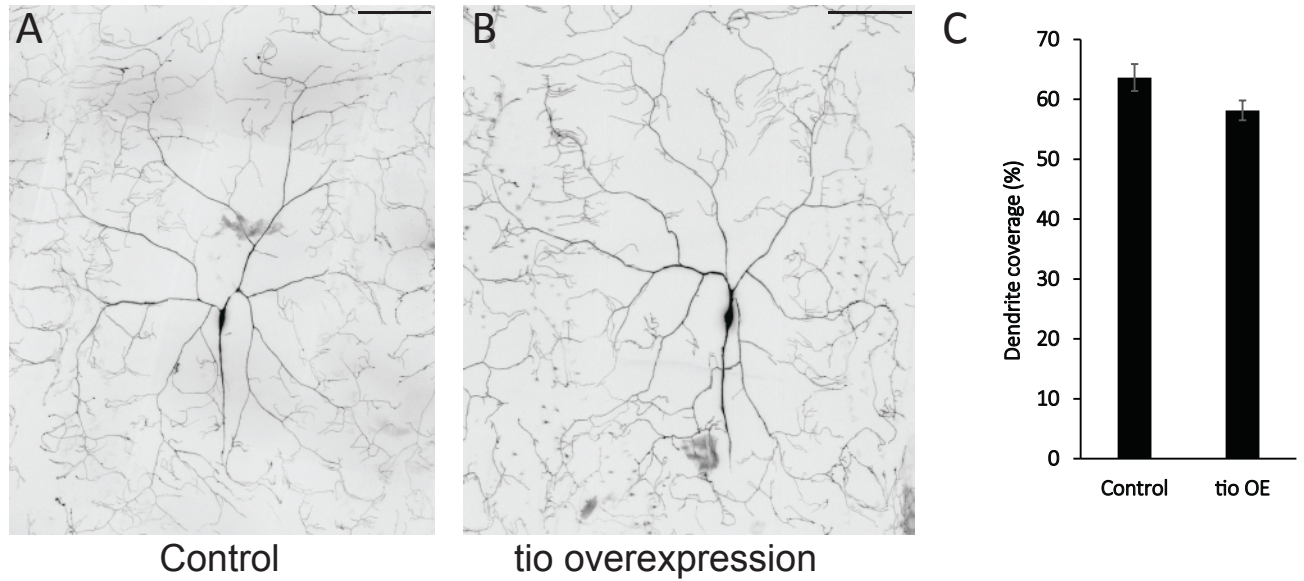 A
B
C
Control
tio overexpression
70
60
50
40
30
20
10
0
Dendrite coverage (%)
Control
tio OE